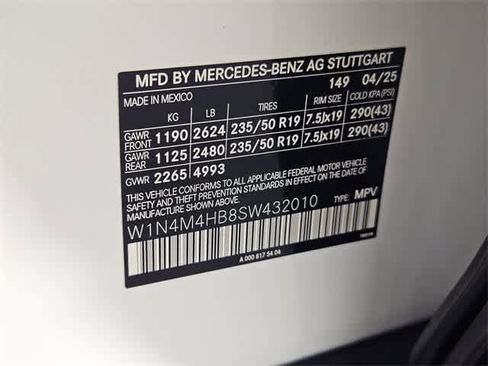 MFD BY MERCEDES-BENZ AG STUTTGART
MADE IN MEXICO 149 04/25
KG LB TIRES RIM SIZE COLD KPA(PSI)
GAWR FRONT 1190 2624 235/50 R19 7.5Jx19 290(43)
GAWR REAR 1125 2480 235/50 R19 7.5Jx19 290(43)
GVWR 2265 4993
THIS VEHICLE CONFORMS TO ALL APPLICABLE FEDERAL MOTOR VEHICLE
SAFETY AND THEFT PREVENTION STANDARDS IN EFFECT ON THE DATE OF
MANUFACTURE SHOWN ABOVE.
W1N4M4HB8SW432010 TYPE: MPV
A 000 817 54 04